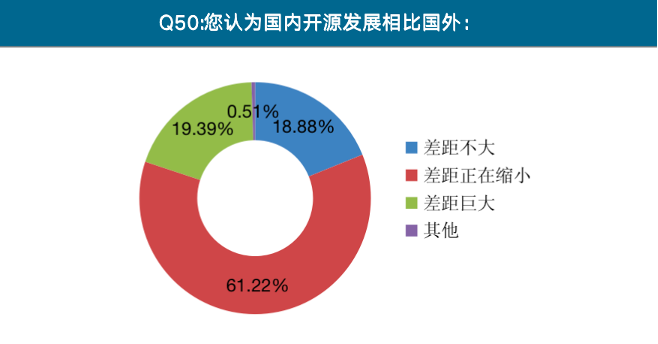 Q50:您认为国内开源发展相比国外：
0.51%
18.88%
19.39%
61.22%
差距不大
差距正在缩小
差距巨大
其他